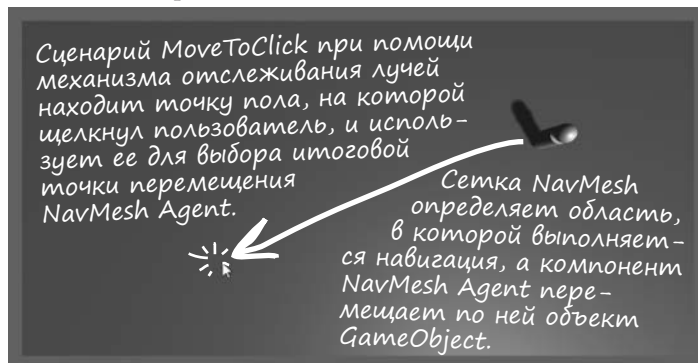 Сценарий MoveToClick при помощи
механизма отслеживания лучей
находит точку пола, на которой
щелкнул пользователь, и исполь-
зует ее для выбора итоговой
точки перемещения
NavMesh Agent.
Сетка NavMesh
определяет область,
в которой выполняет-
ся навигация, а компонент
NavMesh Agent пере-
мещает по ней объект
GameObject.